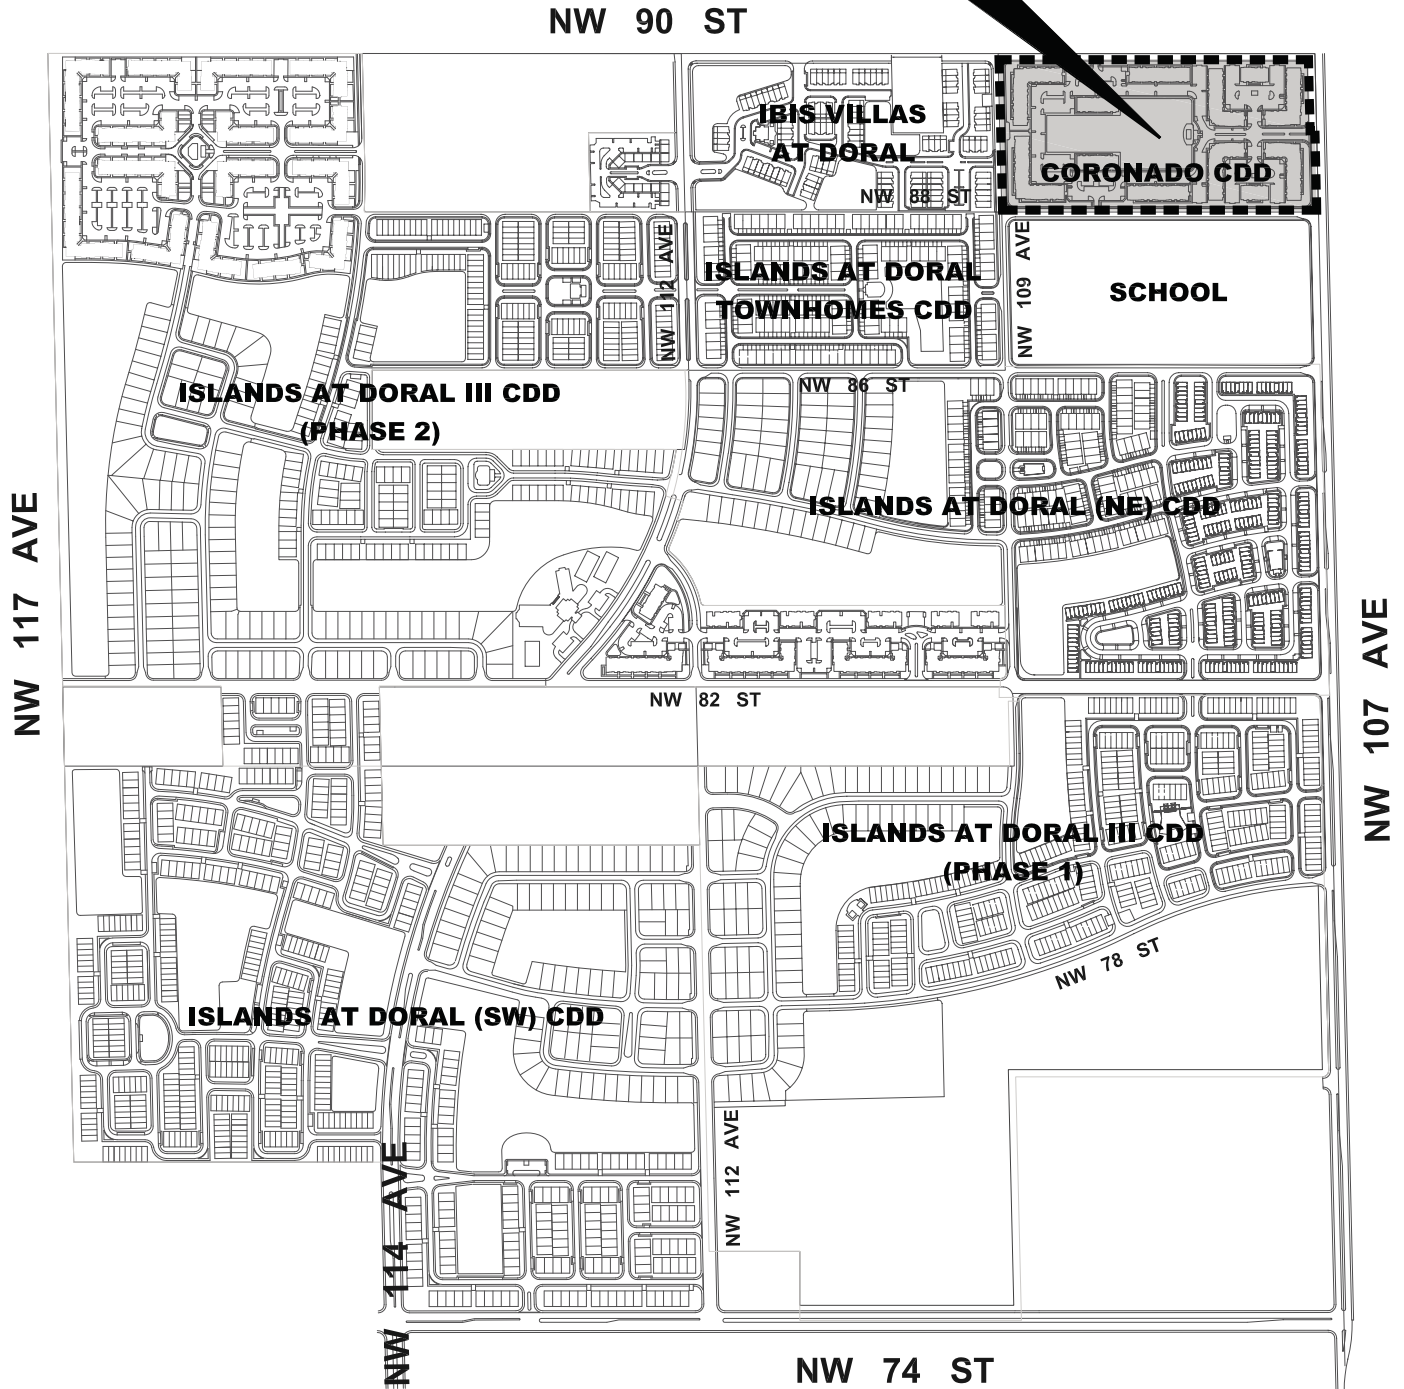 NW 90 ST
IBIS VILLAS
AT DORAL
CORONADO CDD
NW 88 ST
NW 112 AVE
ISLANDS AT DORAL
TOWNHOMES CDD
NW 109 AVE
SCHOOL
NW 86 ST
ISLANDS AT DORAL III CDD
(PHASE 2)
ISLANDS AT DORAL (NE) CDD
NW 117 AVE
NW 107 AVE
NW 82 ST
ISLANDS AT DORAL III CDD
(PHASE 1)
NW 78 ST
ISLANDS AT DORAL (SW) CDD
NW 112 AVE
NW 114 AVE
NW 74 ST